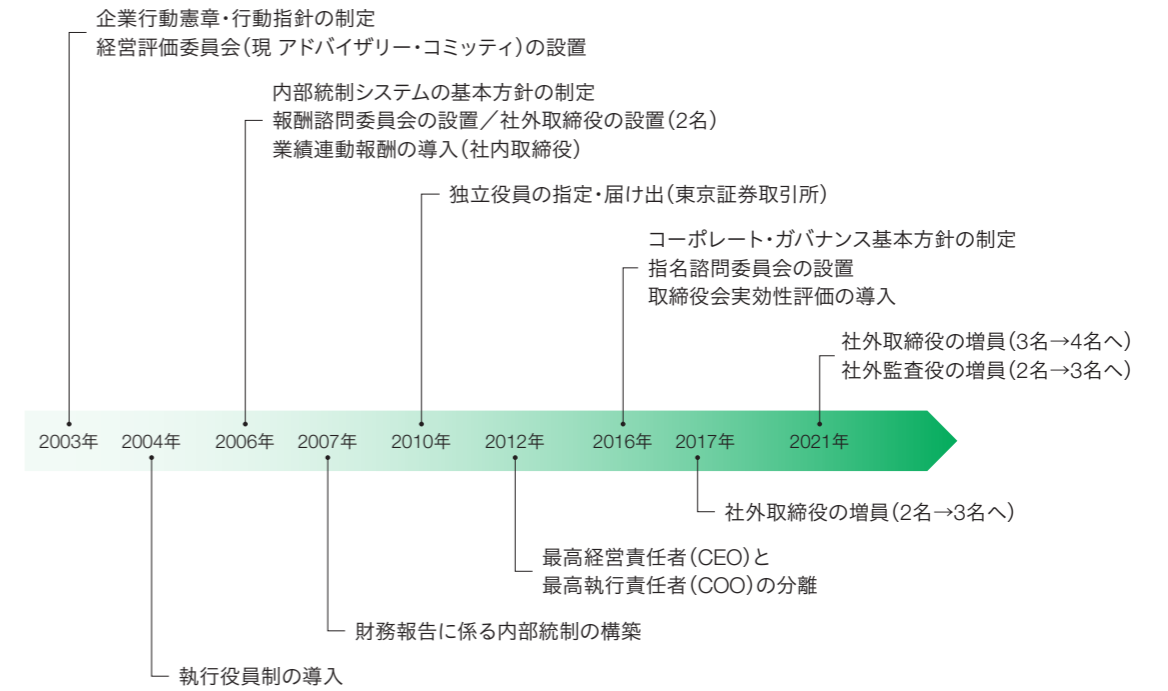 企業行動憲章・行動指針の制定
経営評価委員会（現 アドバイザリー・コミッティ）の設置
内部統制システムの基本方針の制定
報酬諮問委員会の設置／社外取締役の設置（2名）
業績連動報酬の導入（社内取締役）
独立役員の指定・届け出（東京証券取引所）
コーポレート・ガバナンス基本方針の制定
指名諮問委員会の設置
取締役会実効性評価の導入
社外取締役の増員（3名→4名へ）
社外監査役の増員（2名→3名へ）
2003年 2004年 2006年 2007年 2010年 2012年 2016年 2017年 2021年
社外取締役の増員（2名→3名へ）
最高経営責任者（CEO）と
最高執行責任者（COO）の分離
財務報告に係る内部統制の構築
執行役員制の導入